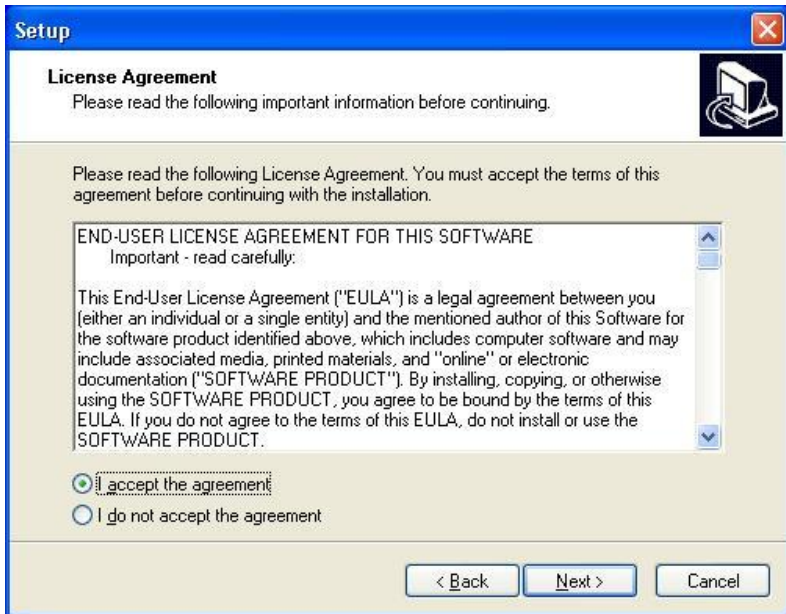 Setup
License Agreement
Please read the following important information before continuing.
Please read the following License Agreement. You must accept the terms of this
agreement before continuing with the installation.
END-USER LICENSE AGREEMENT FOR THIS SOFTWARE
Important - read carefully:
This End-User License Agreement ("EULA") is a legal agreement between you
(either an individual or a single entity) and the mentioned author of this Software for
the software product identified above, which includes computer software and may
include associated media, printed materials, and "online" or electronic
documentation ("SOFTWARE PRODUCT"). By installing, copying, or otherwise
using the SOFTWARE PRODUCT, you agree to be bound by the terms of this
EULA. If you do not agree to the terms of this EULA, do not install or use the
SOFTWARE PRODUCT.
I accept the agreement
I do not accept the agreement
< Back Next > Cancel